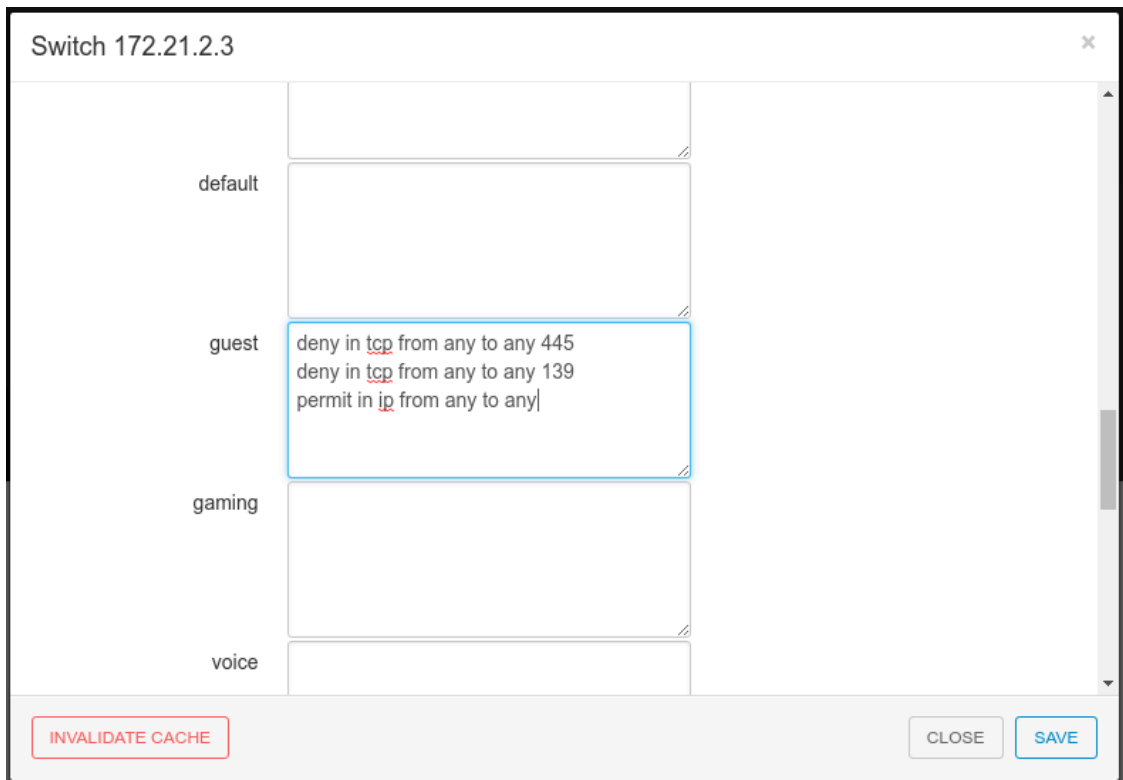 Switch 172.21.2.3
×
default
guest
deny in tcp from any to any 445
deny in tcp from any to any 139
permit in ip from any to any
gaming
voice
INVALIDATE CACHE
CLOSE
SAVE